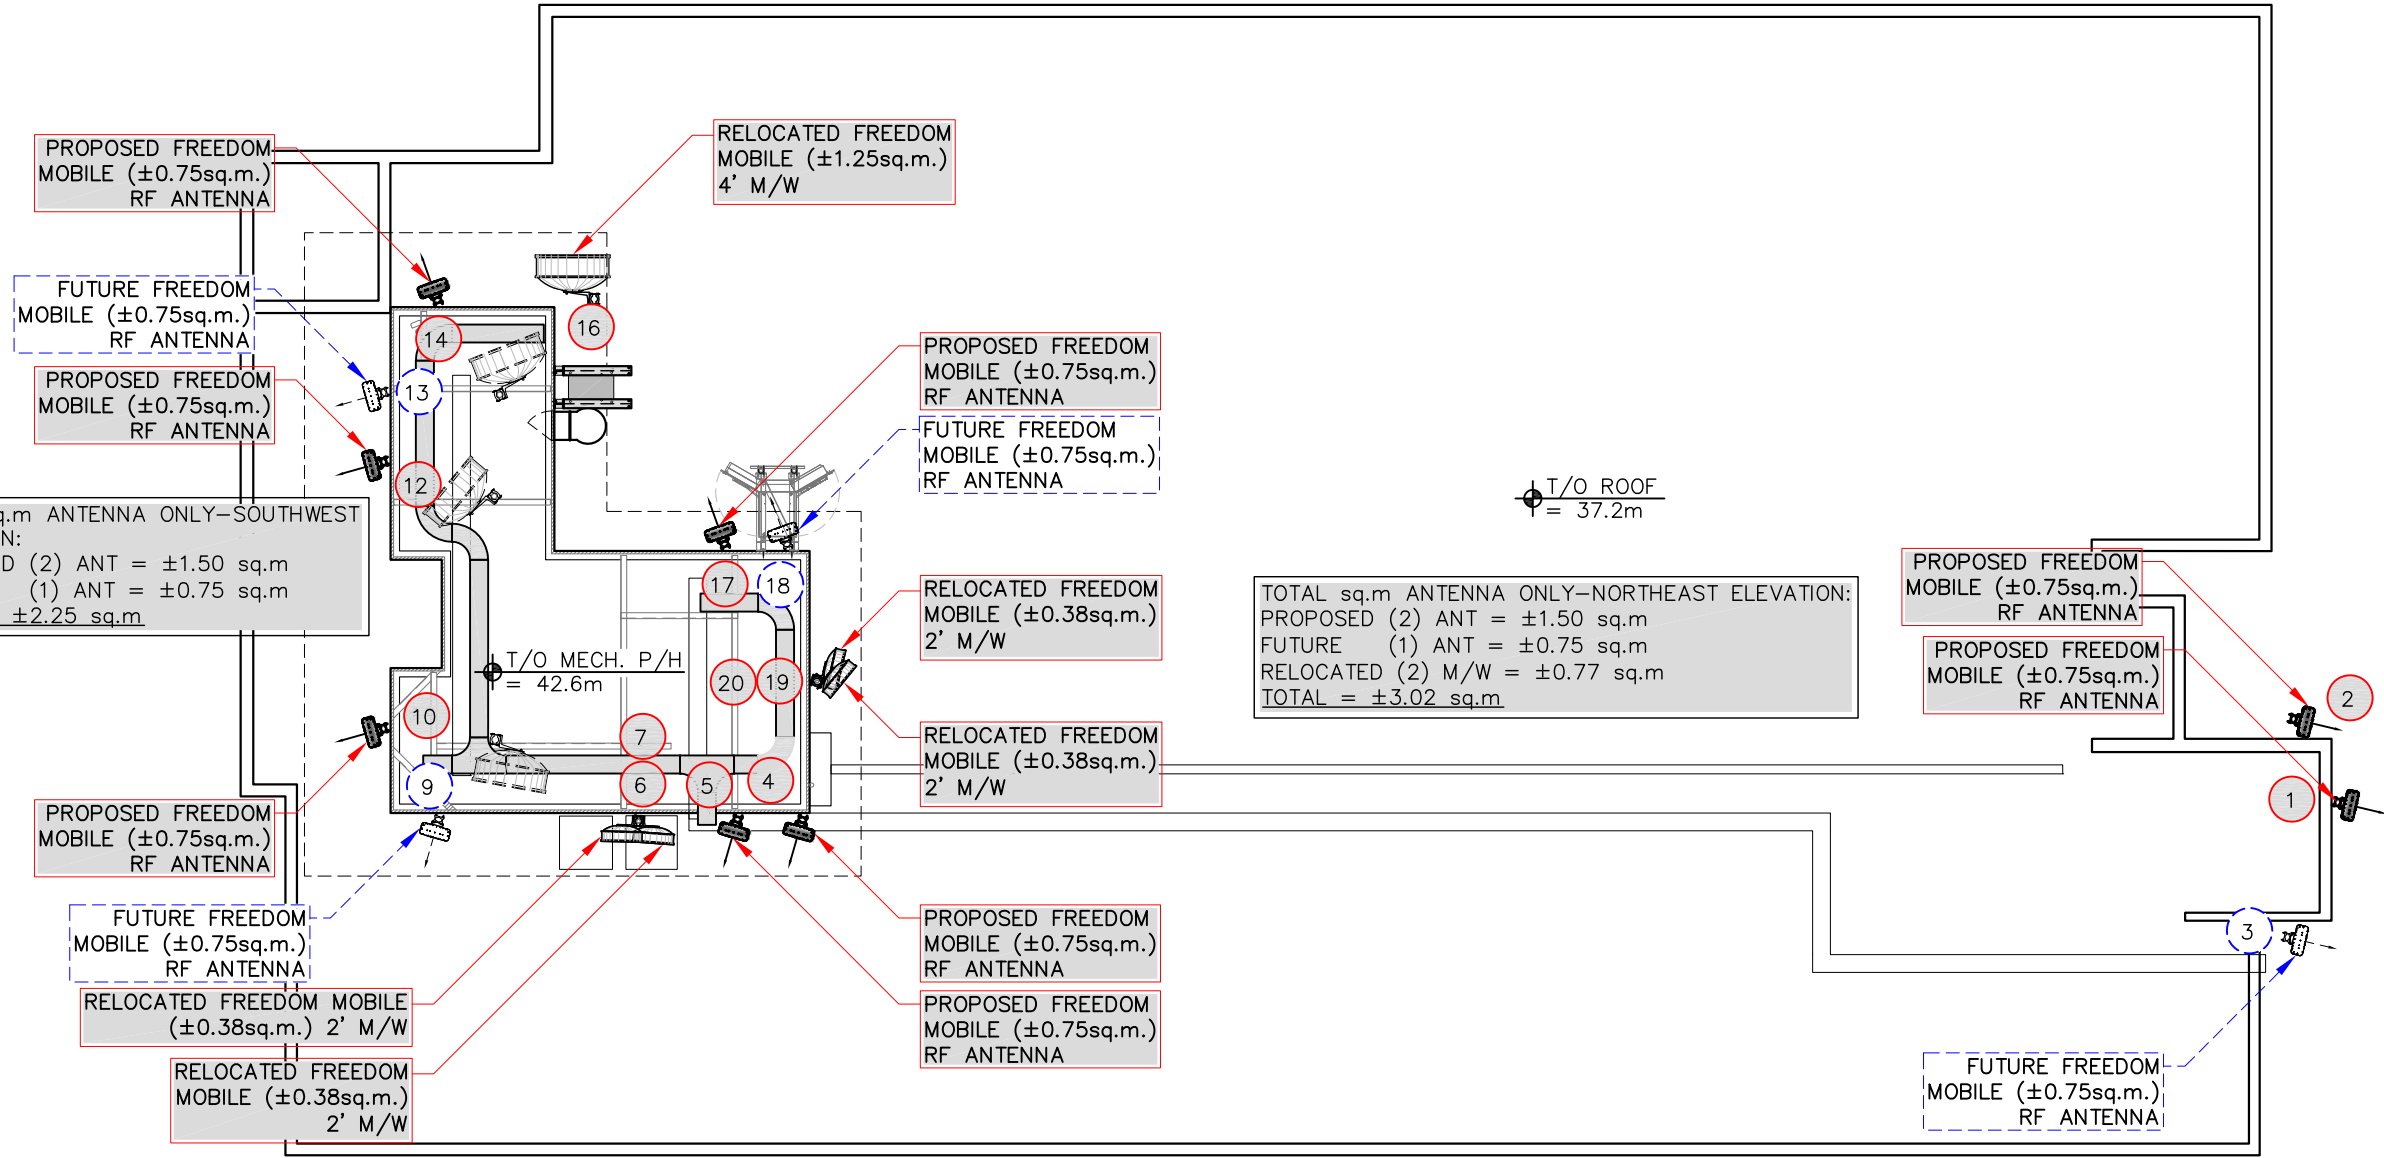 RELOCATED FREEDOM
MOBILE (±1.25sq.m.)
4' M/W
PROPOSED FREEDOM
MOBILE (±0.75sq.m.)
RF ANTENNA
FUTURE FREEDOM
MOBILE (±0.75sq.m.)
RF ANTENNA
PROPOSED FREEDOM
MOBILE (±0.75sq.m.)
RF ANTENNA
16
14
13
12
PROPOSED FREEDOM
MOBILE (±0.75sq.m.)
RF ANTENNA
FUTURE FREEDOM
MOBILE (±0.75sq.m.)
RF ANTENNA
T/O ROOF
= 37.2m
ANTENNA ONLY-SOUTHWEST
(2) ANT = ±1.50 sq.m
(1) ANT = ±0.75 sq.m
±2.25 sq.m
17
18
RELOCATED FREEDOM
MOBILE (±0.38sq.m.)
2' M/W
TOTAL sq.m ANTENNA ONLY-NORTHEAST ELEVATION:
PROPOSED (2) ANT = ±1.50 sq.m
FUTURE (1) ANT = ±0.75 sq.m
RELOCATED (2) M/W = ±0.77 sq.m
TOTAL = ±3.02 sq.m
PROPOSED FREEDOM
MOBILE (±0.75sq.m.)
RF ANTENNA
PROPOSED FREEDOM
MOBILE (±0.75sq.m.)
RF ANTENNA
T/O MECH. P/H
= 42.6m
20
19
2
10
7
9
6
5
4
1
RELOCATED FREEDOM
MOBILE (±0.38sq.m.)
2' M/W
PROPOSED FREEDOM
MOBILE (±0.75sq.m.)
RF ANTENNA
FUTURE FREEDOM
MOBILE (±0.75sq.m.)
RF ANTENNA
PROPOSED FREEDOM
MOBILE (±0.75sq.m.)
RF ANTENNA
3
RELOCATED FREEDOM MOBILE
(±0.38sq.m.) 2' M/W
PROPOSED FREEDOM
MOBILE (±0.75sq.m.)
RF ANTENNA
RELOCATED FREEDOM
MOBILE (±0.38sq.m.)
2' M/W
FUTURE FREEDOM
MOBILE (±0.75sq.m.)
RF ANTENNA